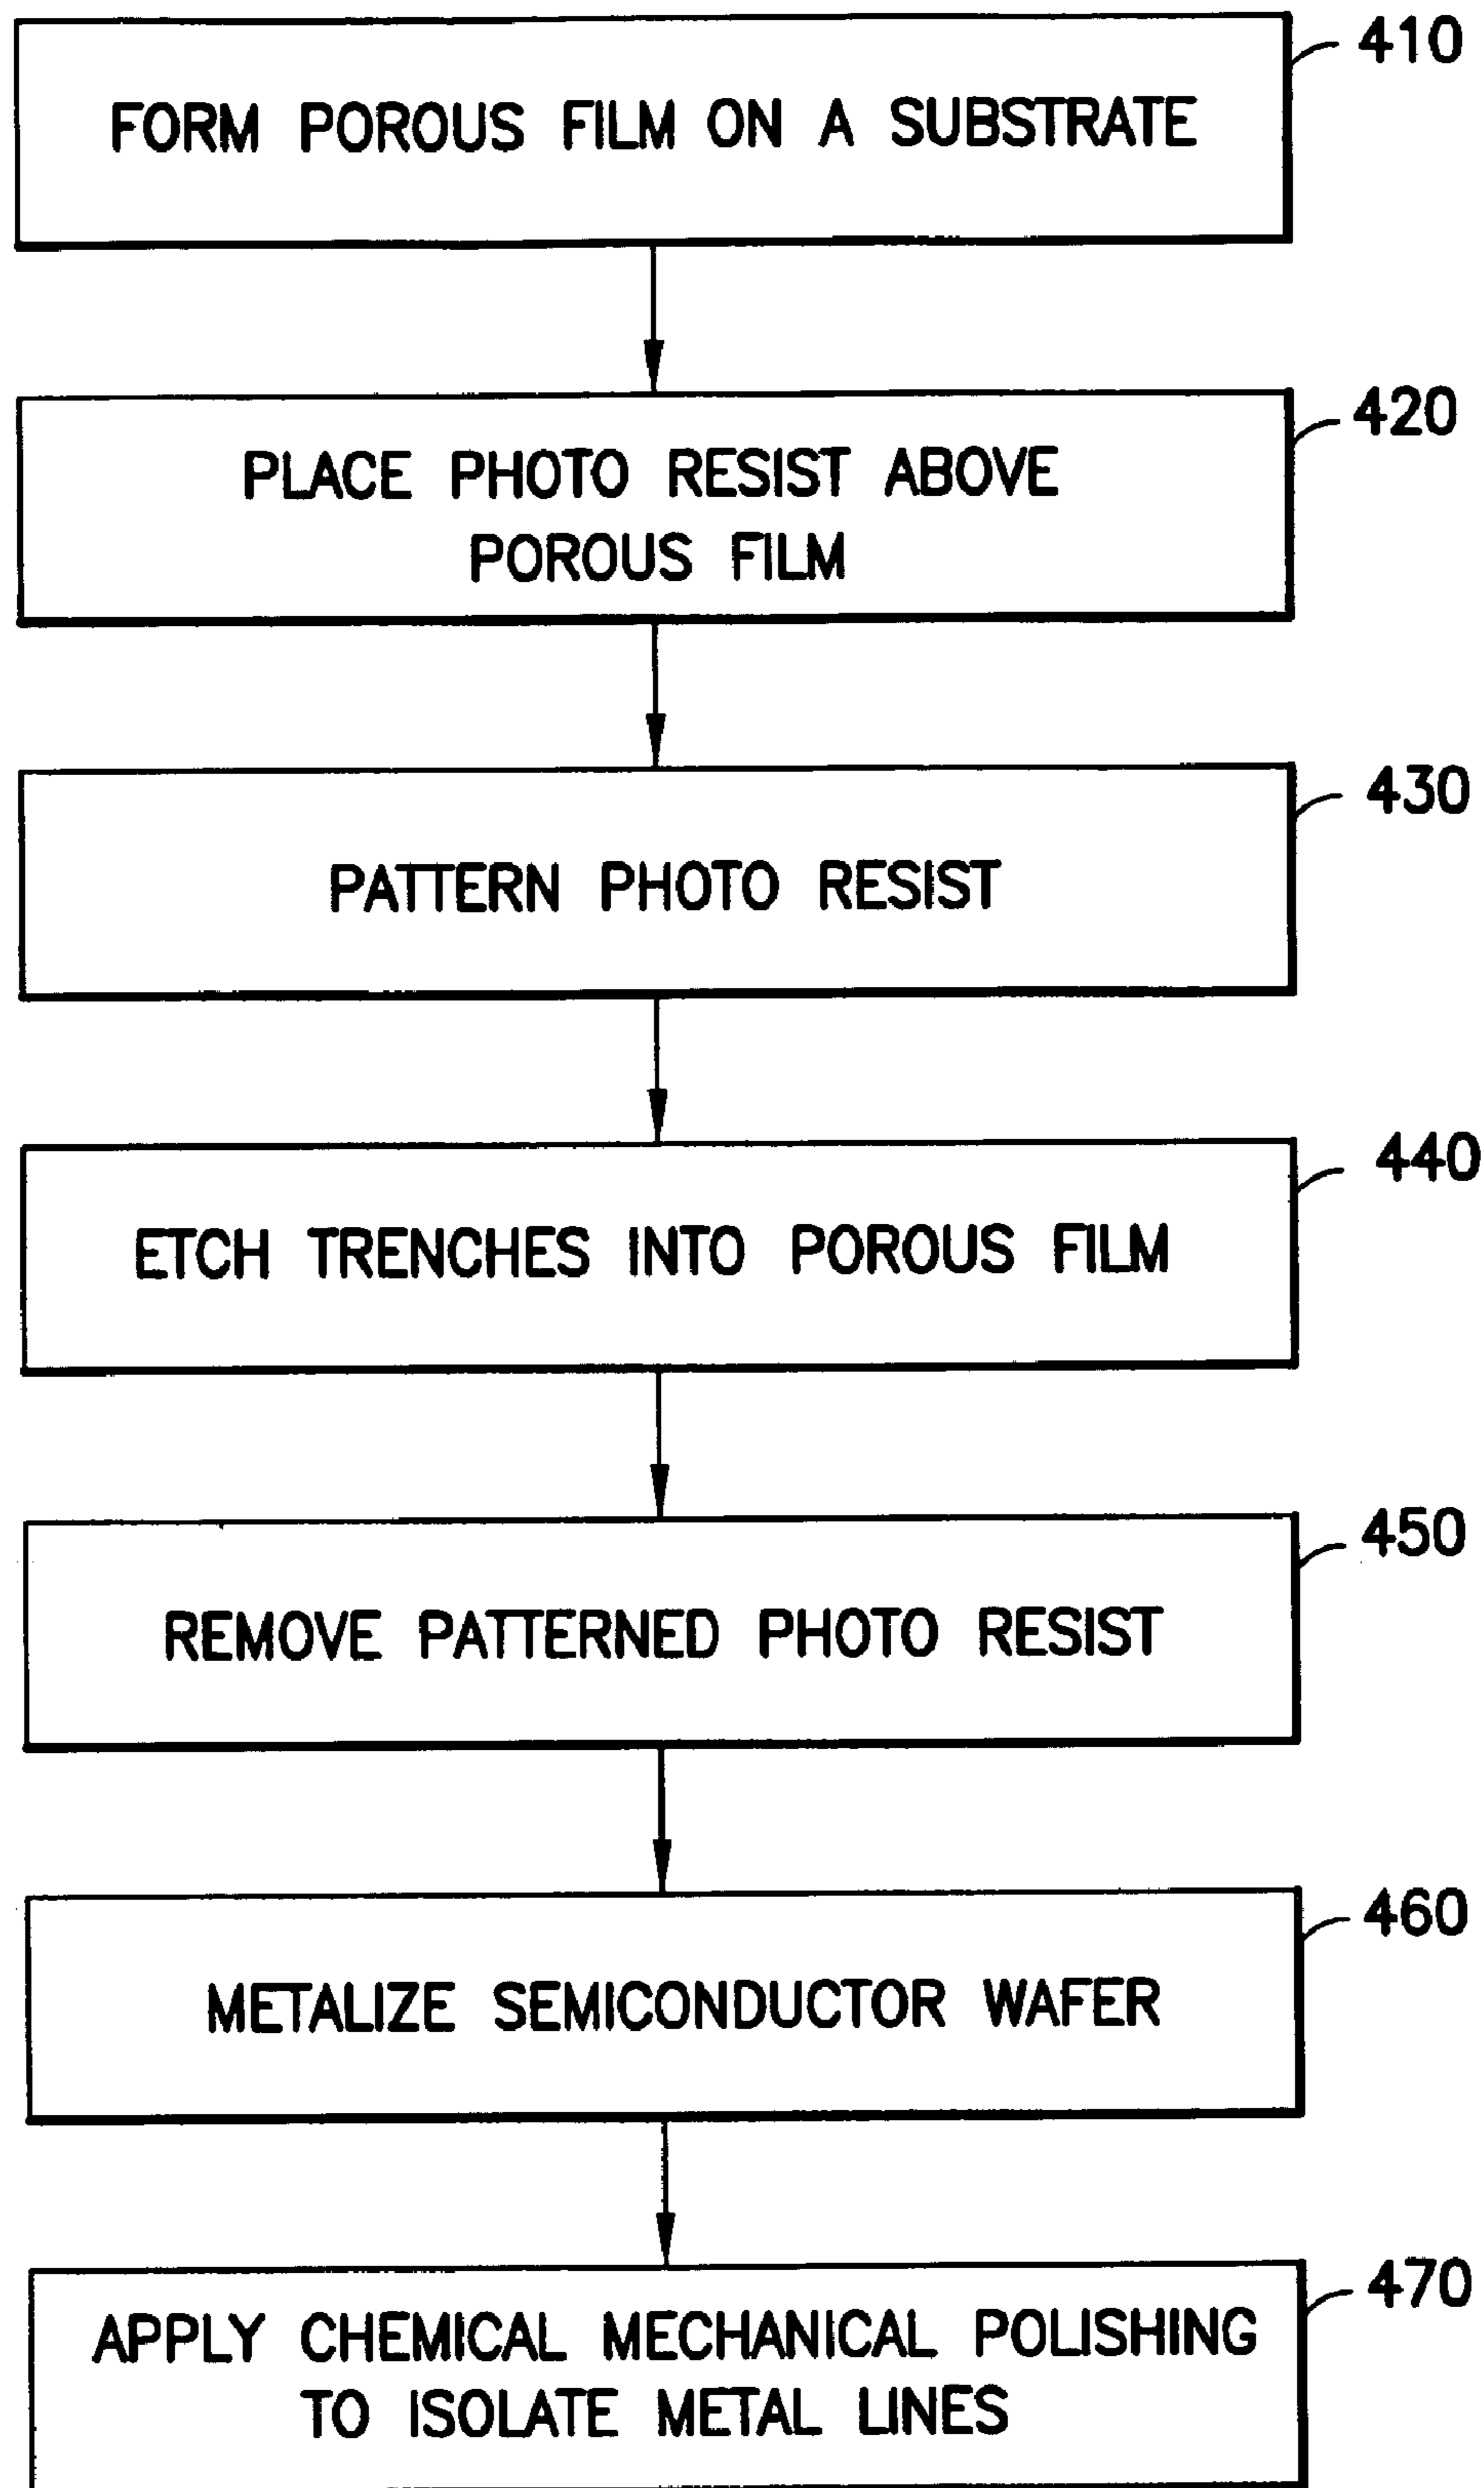 410
FORM POROUS FILM ON A SUBSTRATE
420
PLACE PHOTO RESIST ABOVE
POROUS FILM
430
PATTERN PHOTO RESIST
440
ETCH TRENCHES INTO POROUS FILM
450
REMOVE PATTERNED PHOTO RESIST
460
METALIZE SEMICONDUCTOR WAFER
470
APPLY CHEMICAL MECHANICAL POLISHING
TO ISOLATE METAL LINES